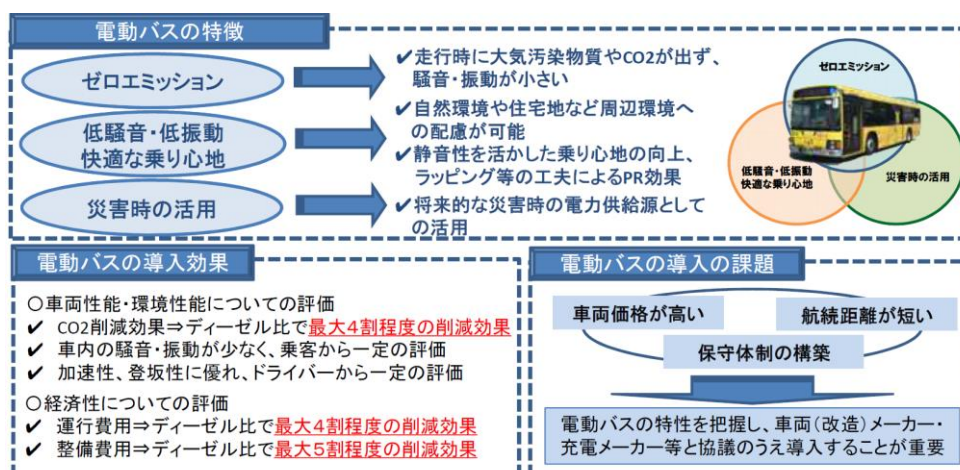 電動バスの特徴
ゼロエミッション
✔走行時に大気汚染物質やCO2が出ず、
騒音・振動が小さい
低騒音・低振動
快適な乗り心地
✔自然環境や住宅地など周辺環境へ
の配慮が可能
✔静音性を活かした乗り心地の向上、
ラッピング等の工夫によるPR効果
災害時の活用
✔将来的な災害時の電力供給源として
の活用
ゼロエミッション
低騒音・低振動
快適な乗り心地
災害時の活用
電動バスの導入効果
○車両性能・環境性能についての評価
✔ CO2削減効果⇒ディーゼル比で最大4割程度の削減効果
✔ 車内の騒音・振動が少なく、乗客から一定の評価
✔ 加速性、登坂性に優れ、ドライバーから一定の評価
○経済性についての評価
✔ 運行費用⇒ディーゼル比で最大4割程度の削減効果
✔ 整備費用⇒ディーゼル比で最大5割程度の削減効果
電動バスの導入の課題
車両価格が高い
航続距離が短い
保守体制の構築
電動バスの特性を把握し、車両(改造)メーカー・
充電メーカー等と協議のうえ導入することが重要